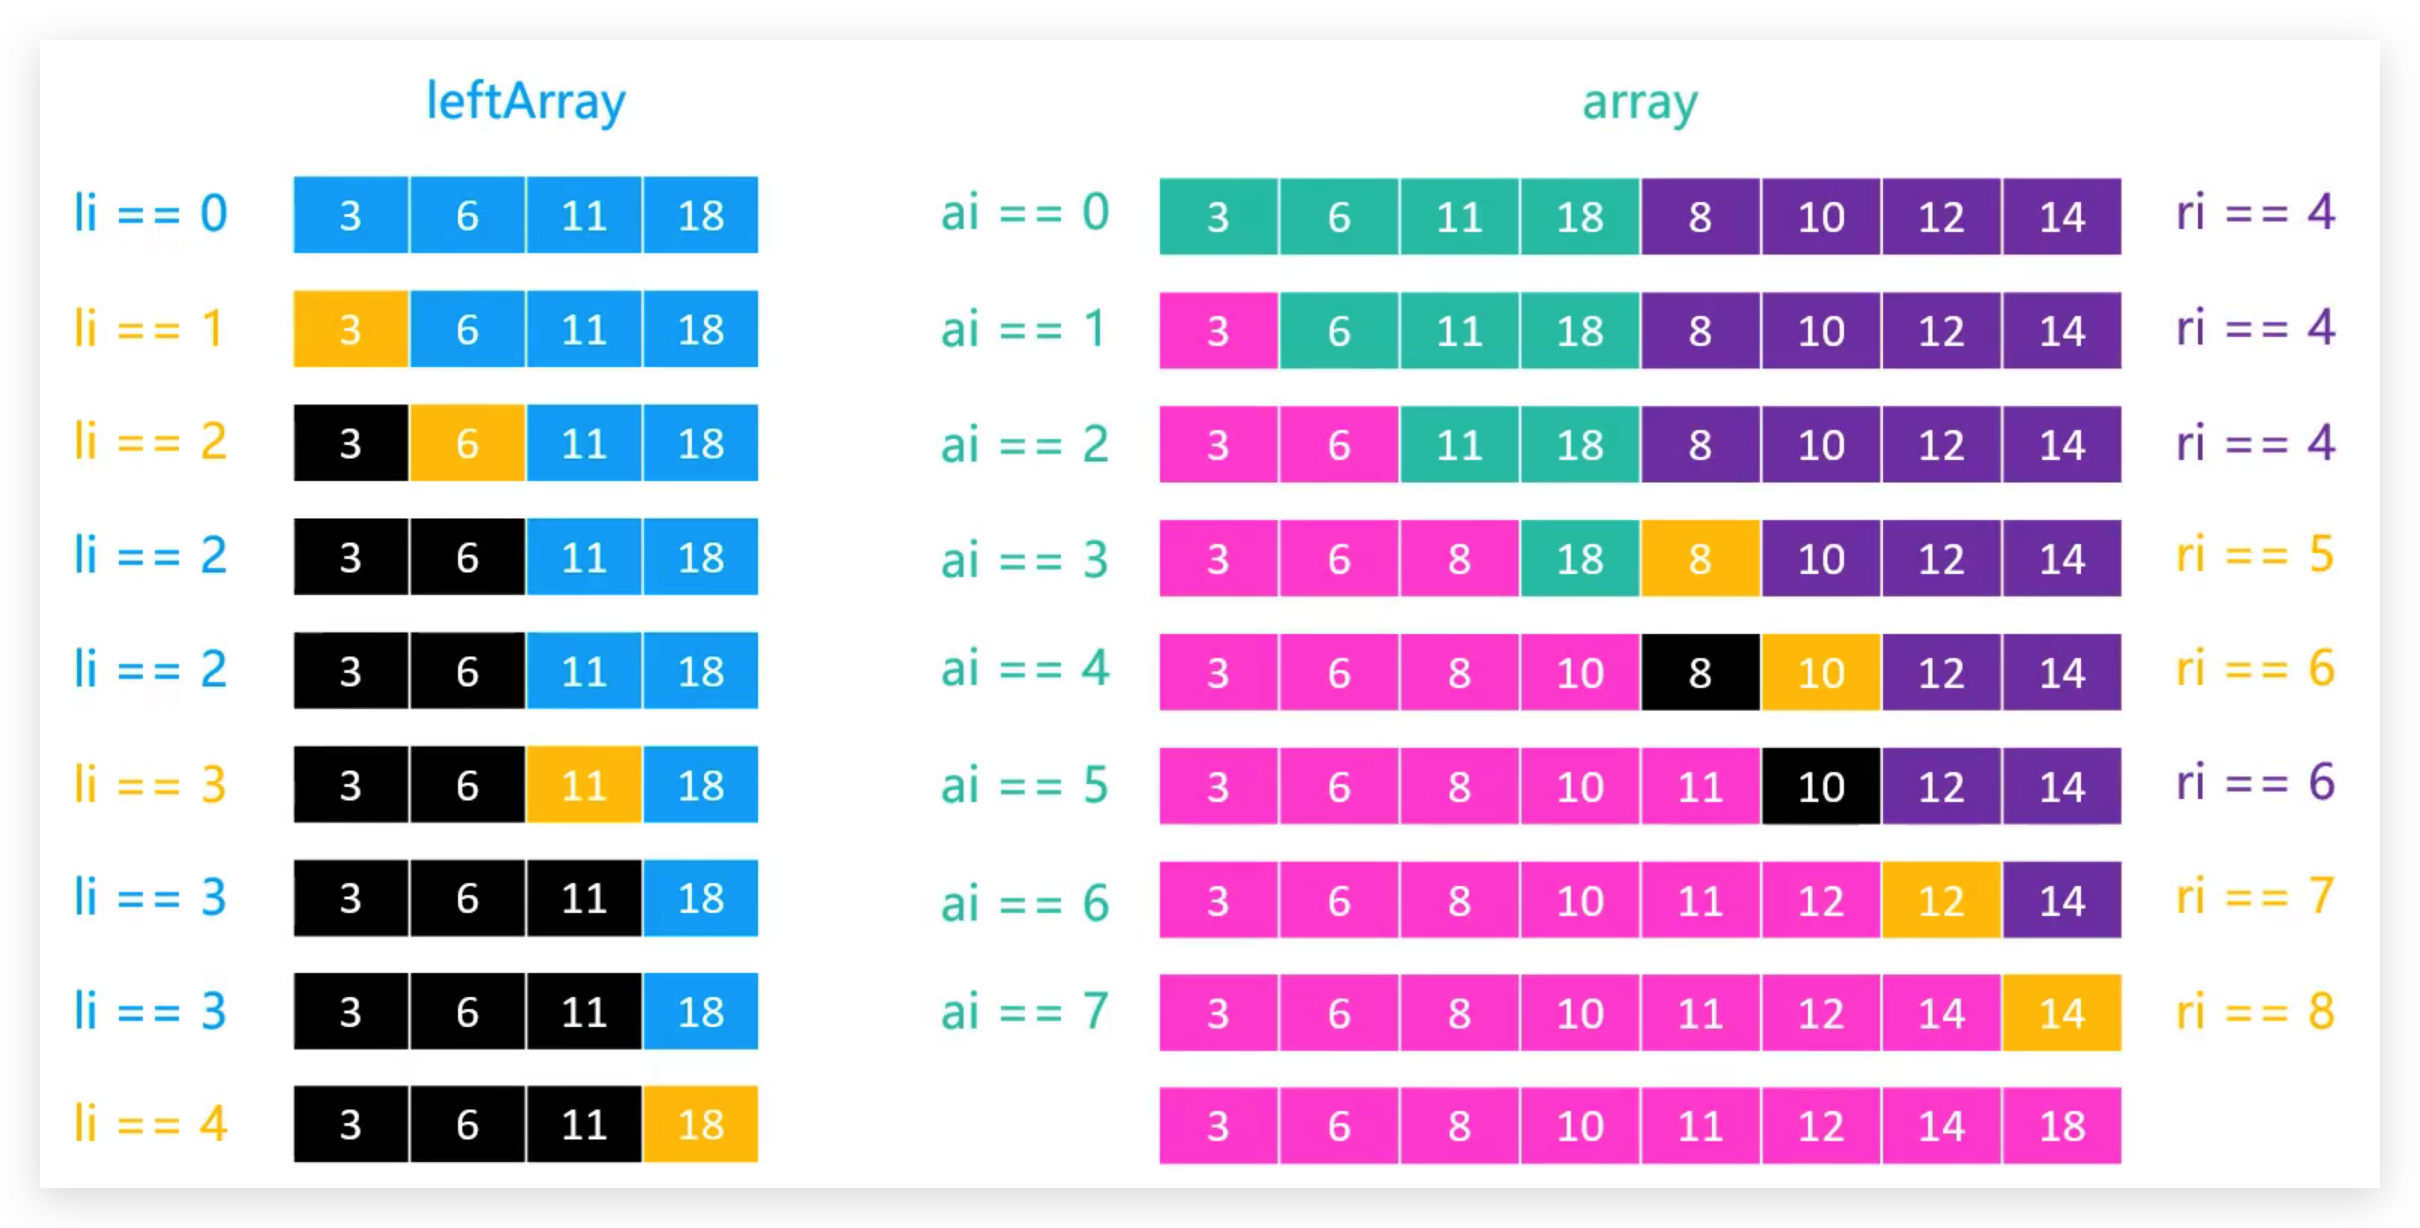 leftArray array
li == 0 3 6 11 18 ai == 0 3 6 11 18 8 10 12 14 ri == 4
li == 1 3 6 11 18 ai == 1 3 6 11 18 8 10 12 14 ri == 4
li == 2 3 6 11 18 ai == 2 3 6 11 18 8 10 12 14 ri == 4
li == 2 3 6 11 18 ai == 3 3 6 8 18 8 10 12 14 ri == 5
li == 2 3 6 11 18 ai == 4 3 6 8 10 8 10 12 14 ri == 6
li == 3 3 6 11 18 ai == 5 3 6 8 10 11 10 12 14 ri == 6
li == 3 3 6 11 18 ai == 6 3 6 8 10 11 12 12 14 ri == 7
li == 3 3 6 11 18 ai == 7 3 6 8 10 11 12 14 14 ri == 8
li == 4 3 6 11 18 3 6 8 10 11 12 14 18